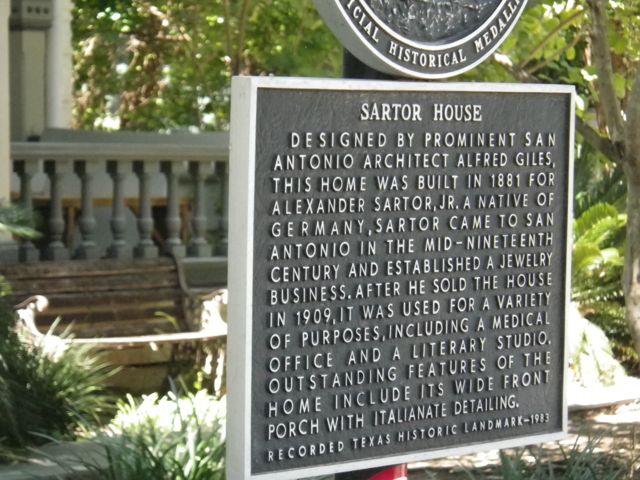 ICIAL HISTORICAL MEDALL
SARTOR HOUSE
DESIGNED BY PROMINENT SAN
ANTONIO ARCHITECT ALFRED GILES,
THIS HOME WAS BUILT IN 1881 FOR
ALEXANDER SARTOR, JR. A NATIVE OF
GERMANY, SARTOR CAME TO SAN
ANTONIO IN THE MID-NINETEENTH
CENTURY AND ESTABLISHED A JEWELRY
BUSINESS. AFTER HE SOLD THE HOUSE
IN 1909, IT WAS USED FOR A VARIETY
OF PURPOSES, INCLUDING A MEDICAL
OFFICE AND A LITERARY STUDIO.
OUTSTANDING FEATURES OF THE
HOME INCLUDE ITS WIDE FRONT
PORCH WITH ITALIANATE DETAILING.
RECORDED TEXAS HISTORIC LANDMARK-1983